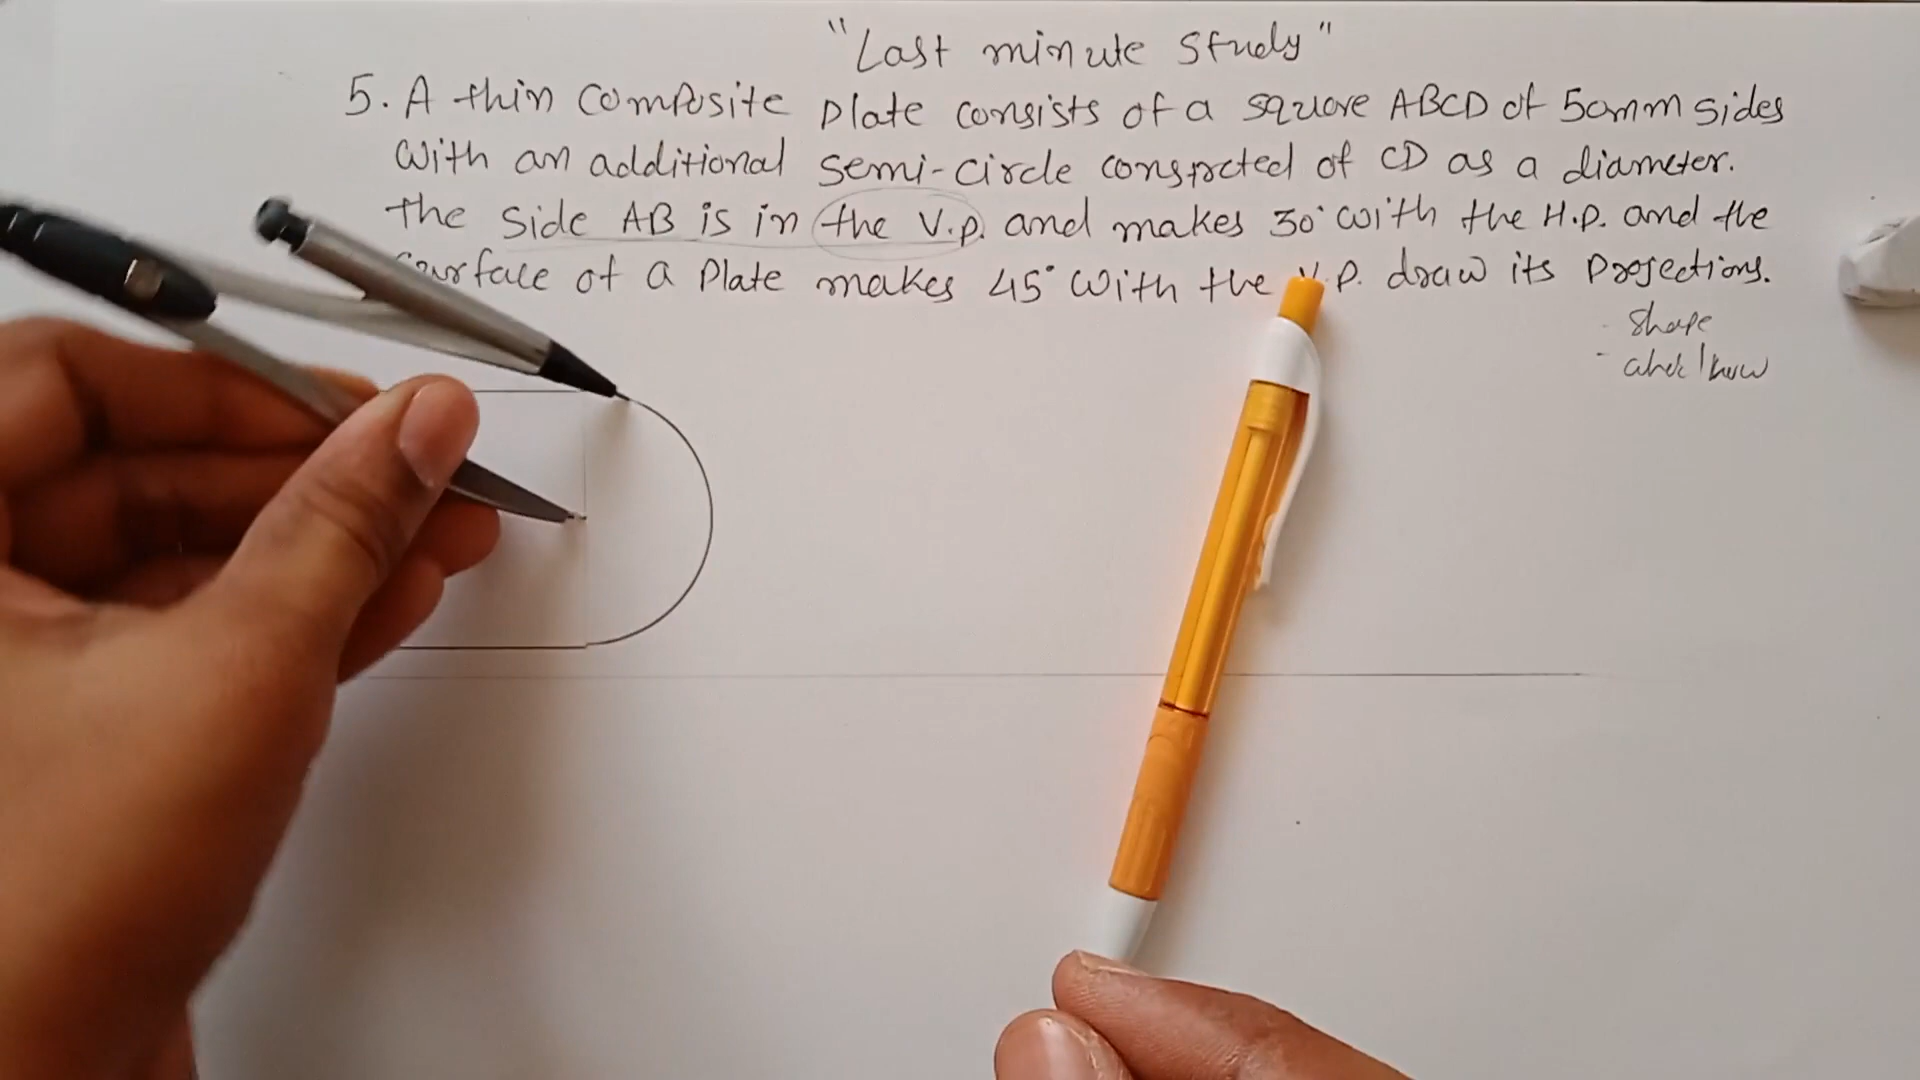 "Last minute Study"
5. A thin composite plate consists of a square ABCD of 50mm sides
with an additional semi-circle consprcted of CD as a diameter.
the side AB is in the V.p. and makes 30° with the H.p. and the
surface of a plate makes 45° with the V.P. draw its projections.
- shape